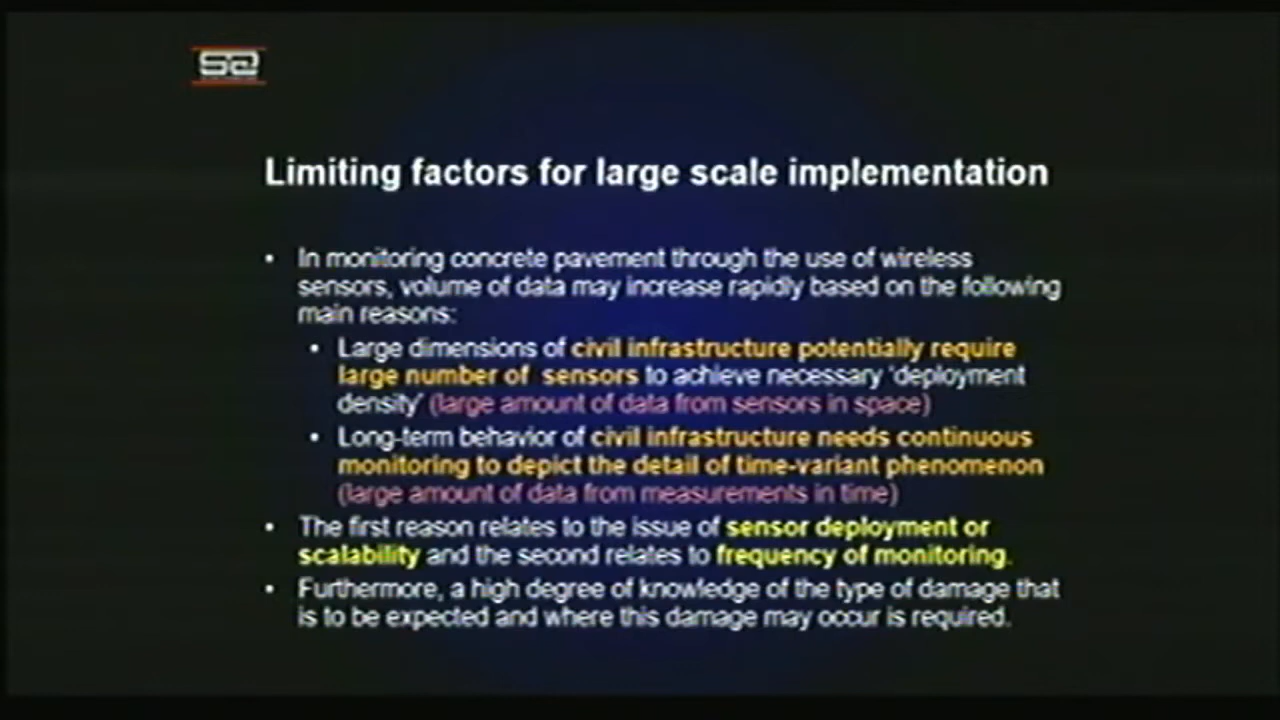 Limiting factors for large scale implementation
• In monitoring concrete pavement through the use of wireless
sensors, volume of data may increase rapidly based on the following
main reasons:
• Large dimensions of civil infrastructure potentially require
large number of sensors to achieve necessary 'deployment
density' (large amount of data from sensors in space)
• Long-term behavior of civil infrastructure needs continuous
monitoring to depict the detail of time-variant phenomenon
(large amount of data from measurements in time)
• The first reason relates to the issue of sensor deployment or
scalability and the second relates to frequency of monitoring.
• Furthermore, a high degree of knowledge of the type of damage that
is to be expected and where this damage may occur is required.